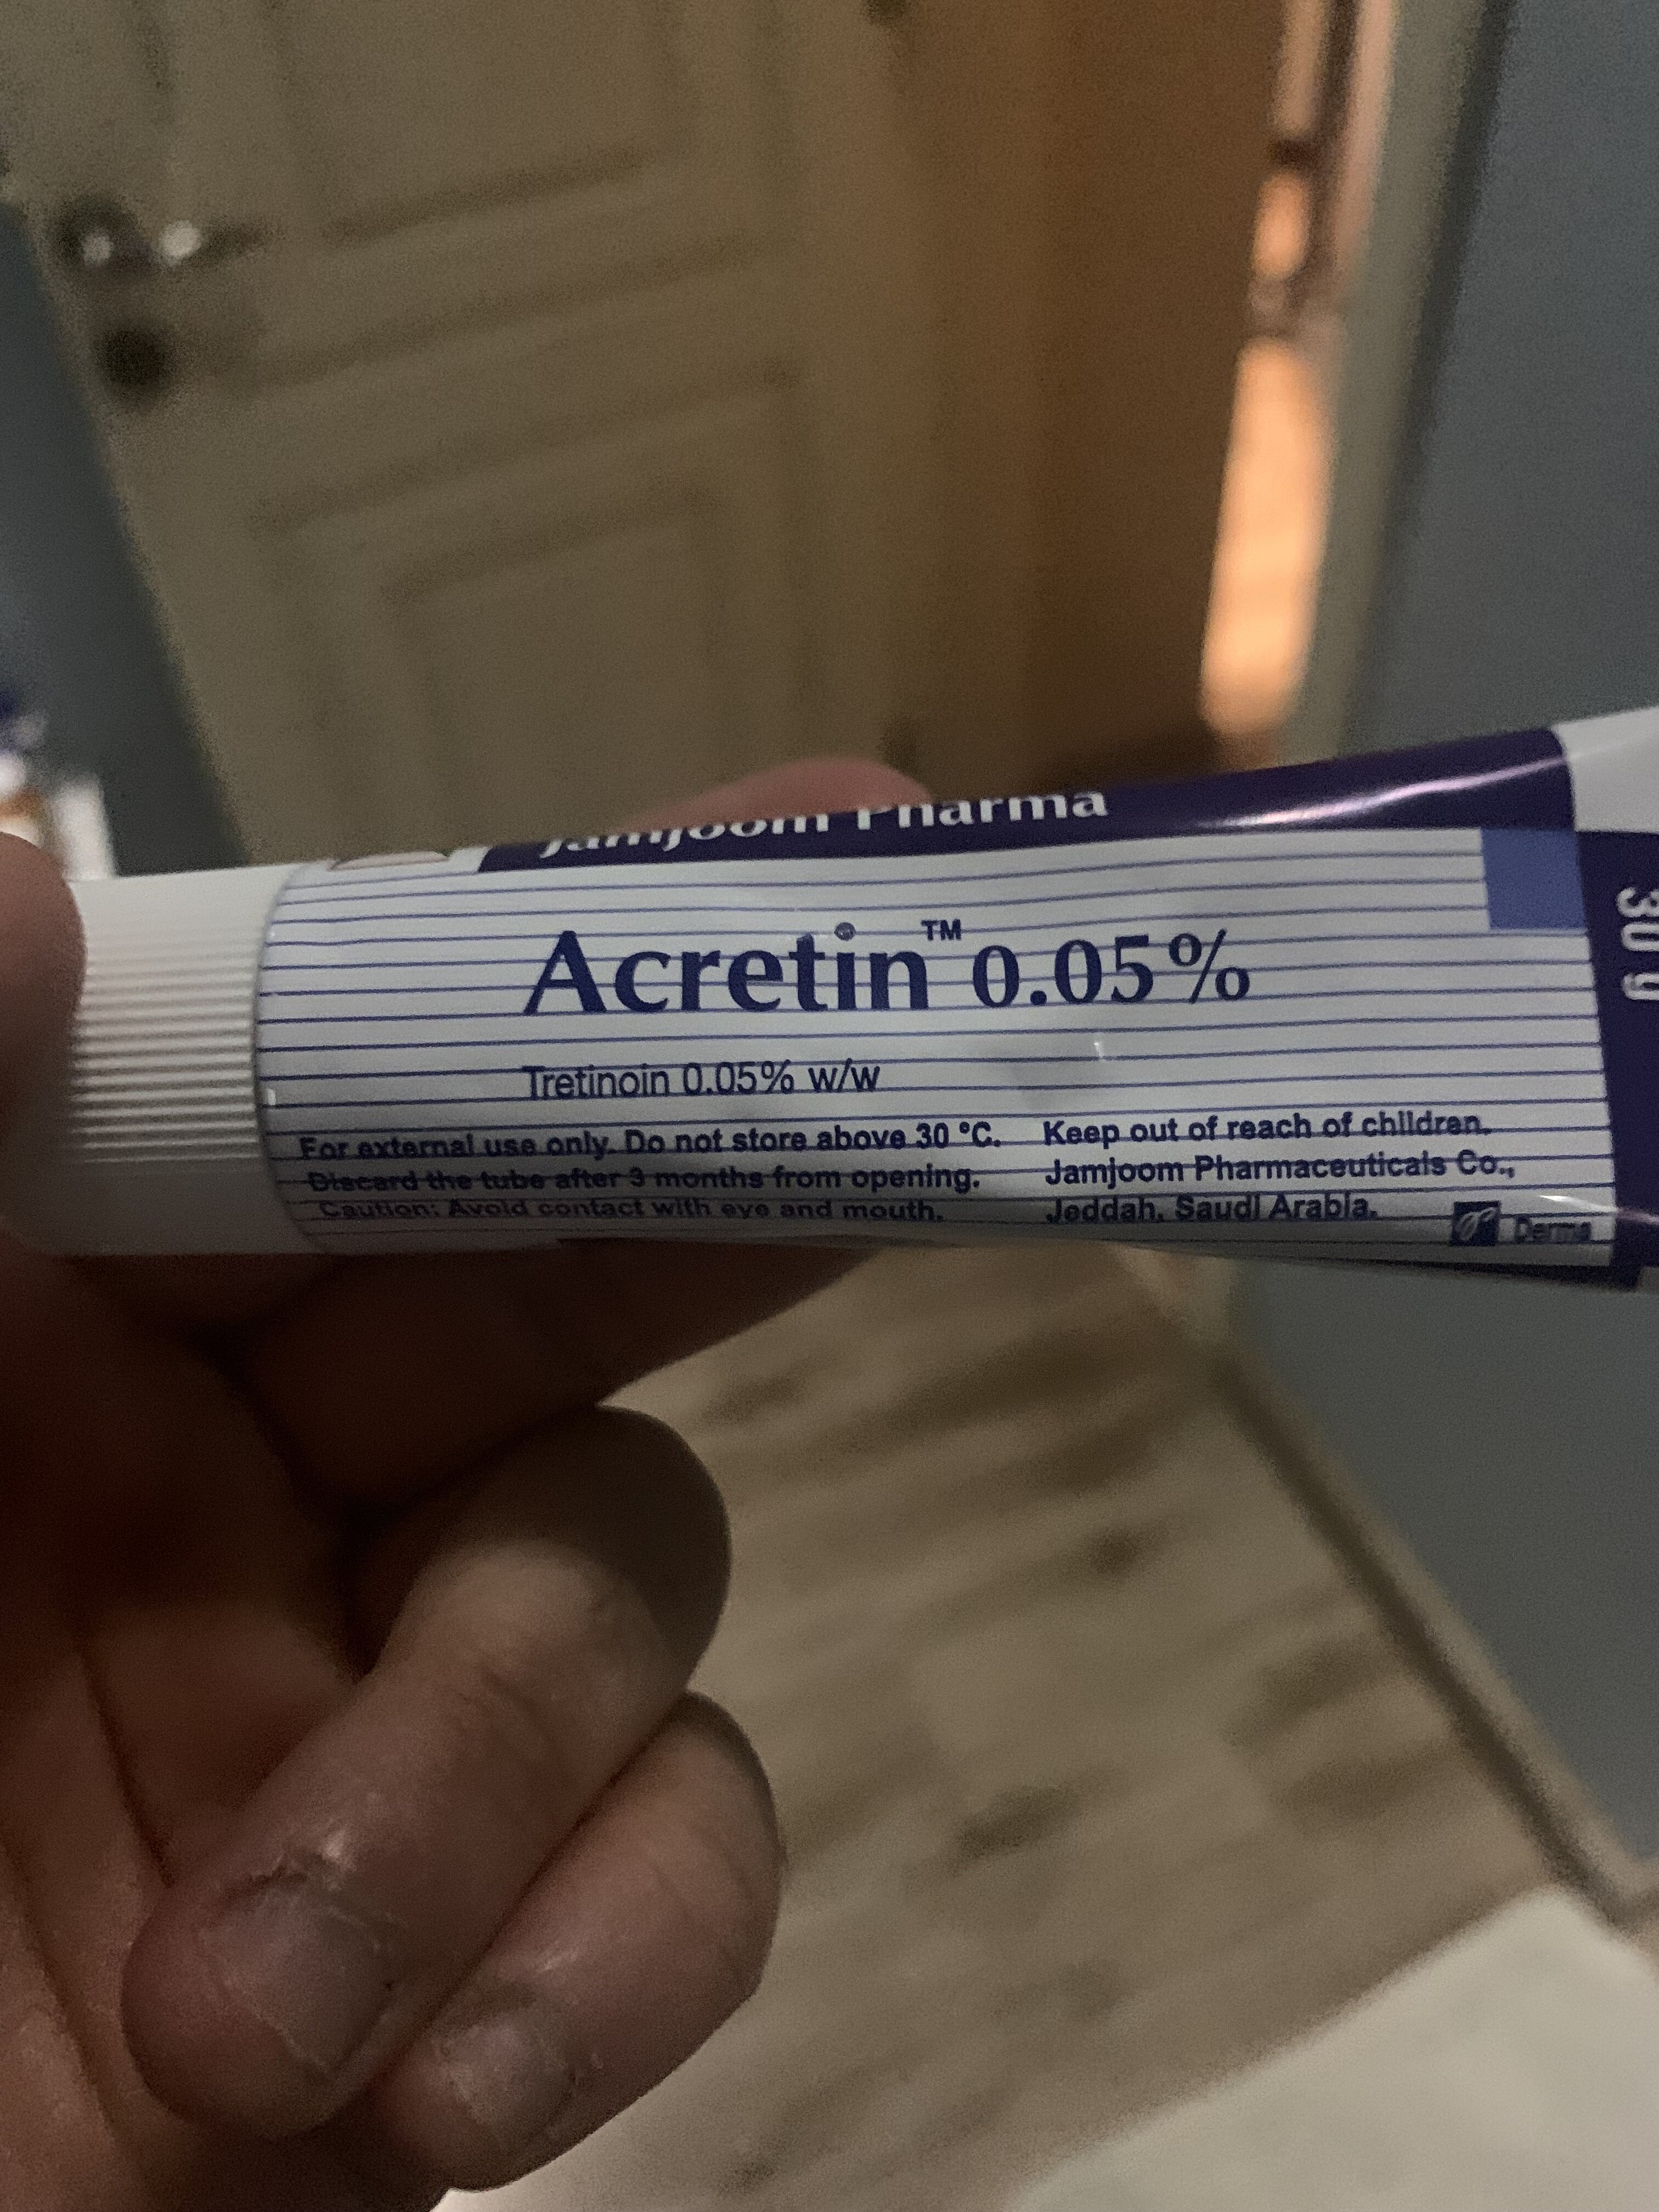 Jamjoom Pharma
Acretin™ 0.05%
30 g
Tretinoin 0.05% w/w
For external use only. Do not store above 30 °C.
Discard the tube after 3 months from opening.
Caution: Avoid contact with eye and mouth.
Keep out of reach of children.
Jamjoom Pharmaceuticals Co.,
Jeddah, Saudi Arabia.
Derma